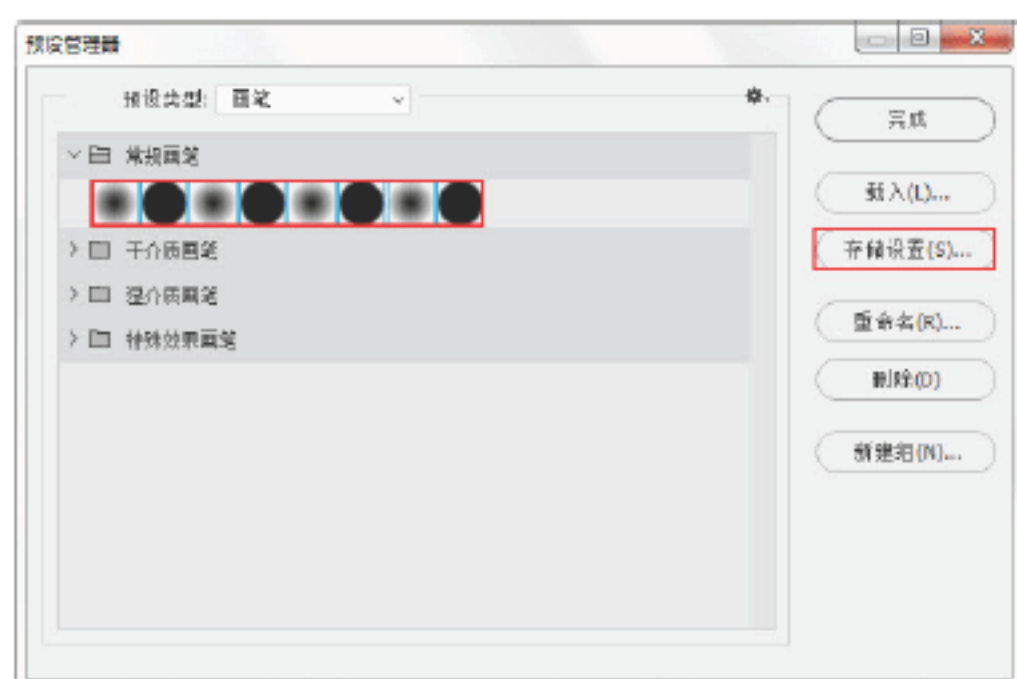 预设管理器
预设类型: 画笔
完成
常规画笔
载入(L)...
干介质画笔
存储设置(S)...
湿介质画笔
重命名(R)...
特殊效果画笔
删除(D)
新建组(N)...